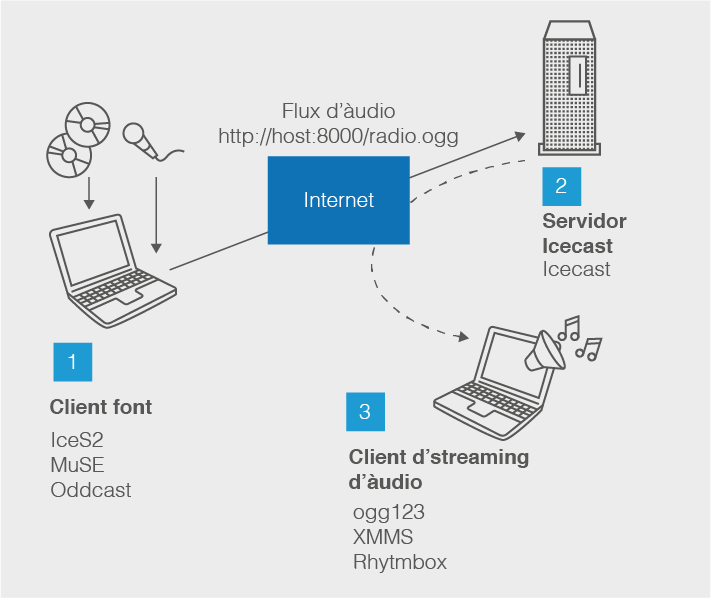 Flux d'àudio
http://host:8000/radio.ogg
Internet
1
Client font
IceS2
MuSE
Oddcast
2
Servidor
Icecast
Icecast
3
Client d'streaming
d'àudio
ogg123
XMMS
Rhytmbox